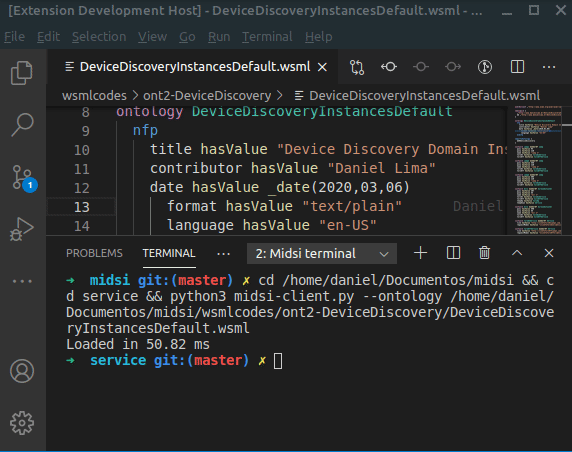 [Extension Development Host] - DeviceDiscoveryInstancesDefault.wsml - ...
File Edit Selection View Go Run Terminal Help
DeviceDiscoveryInstancesDefault.wsml
wsmlcodes > ont2-DeviceDiscovery > DeviceDiscoveryInstancesDefault.wsml
8 ontology DeviceDiscoveryInstancesDefault
9 nfp
10 title hasValue "Device Discovery Domain Ins
11 contributor hasValue "Daniel Lima"
12 date hasValue _date(2020,03,06)
13 format hasValue "text/plain" Daniel
14 language hasValue "en-US"
1
PROBLEMS TERMINAL ... 2: Midsi terminal
→ midsi git:(master) ✗ cd /home/daniel/Documentos/midsi && c
d service && python3 midsi-client.py --ontology /home/daniel/
Documentos/midsi/wsmlcodes/ont2-DeviceDiscovery/DeviceDiscove
ryInstancesDefault.wsml
Loaded in 50.82 ms
→ service git:(master) ✗